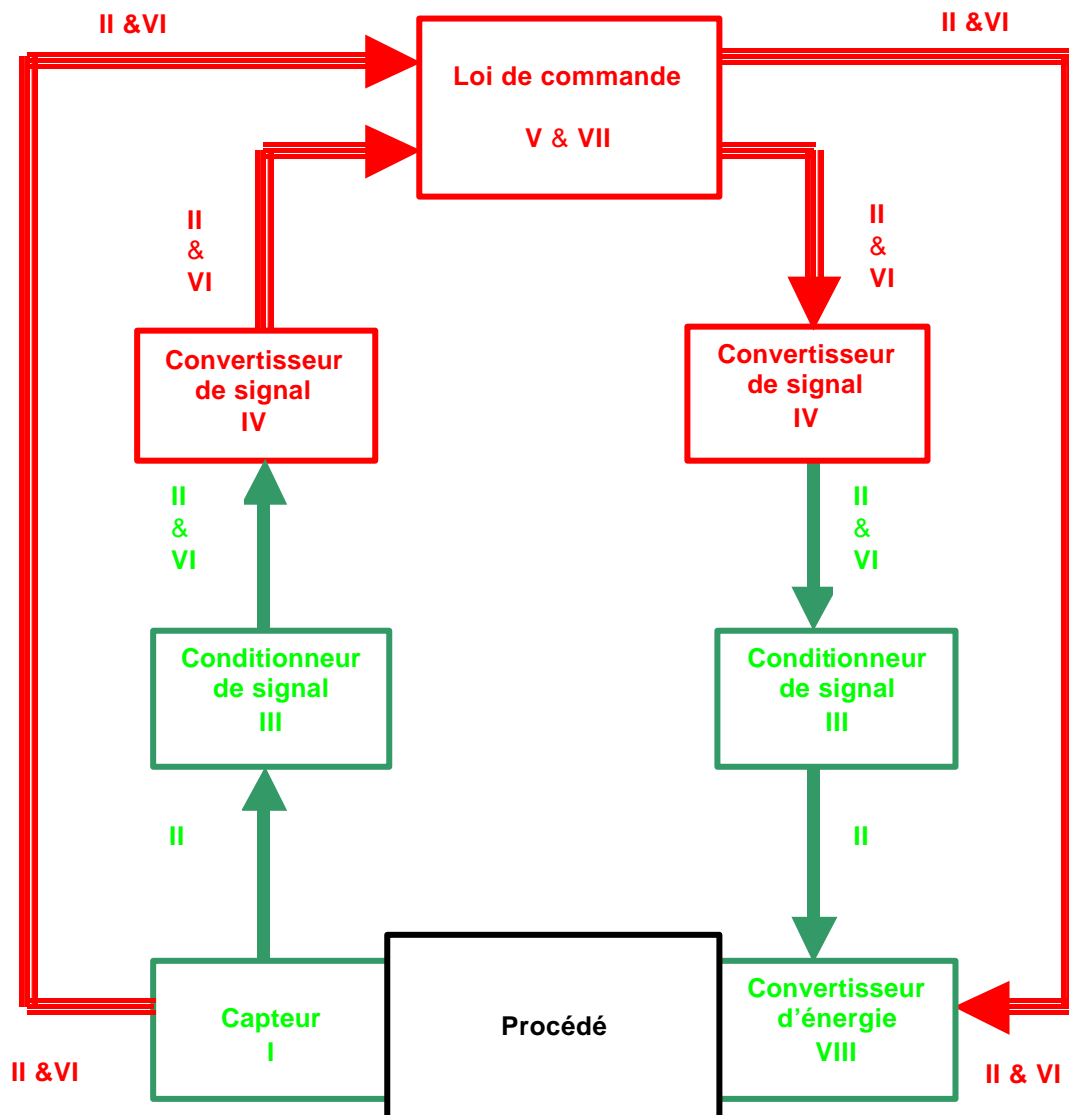 II &VI
II &VI
Loi de commande
V & VII
II
&
VI
II
&
VI
Convertisseur
de signal
IV
Convertisseur
de signal
IV
II
&
VI
II
&
VI
Conditionneur
de signal
III
Conditionneur
de signal
III
II
II
Capteur
I
Procédé
Convertisseur
d’énergie
VIII
II &VI
II & VI